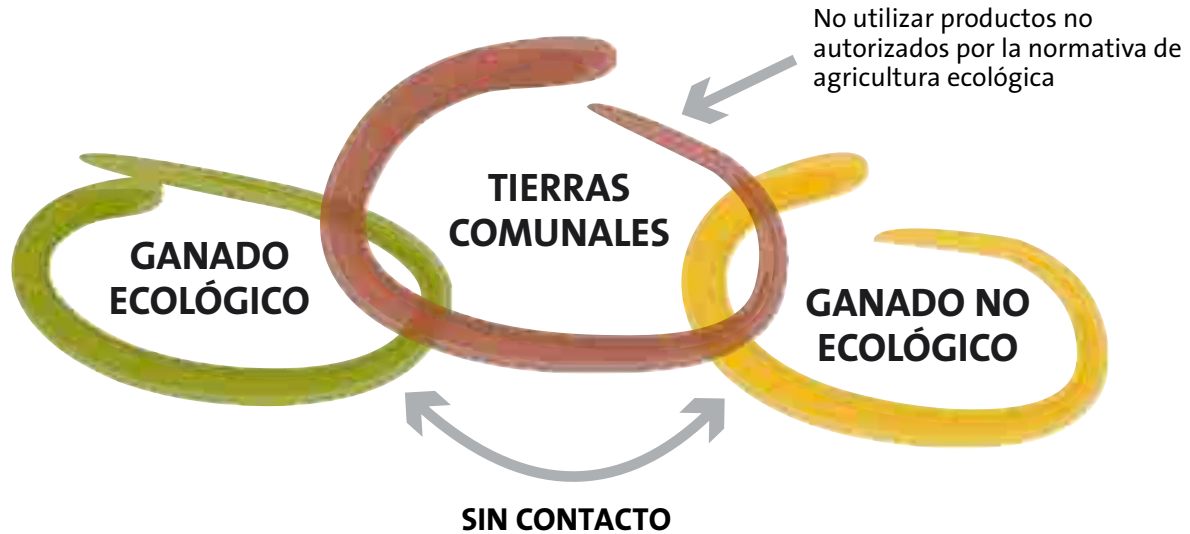 No utilizar productos no
autorizados por la normativa de
agricultura ecológica
TIERRAS
COMUNALES
GANADO
ECOLÓGICO
GANADO NO
ECOLÓGICO
SIN CONTACTO